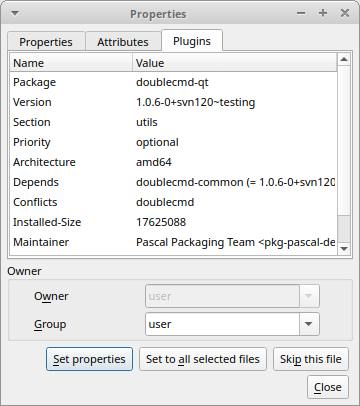 Properties
Properties Attributes Plugins
Name Value
Package doublecmd-qt
Version 1.0.6-0+svn120~testing
Section utils
Priority optional
Architecture amd64
Depends doublecmd-common (= 1.0.6-0+svn120
Conflicts doublecmd
Installed-Size 17625088
Maintainer Pascal Packaging Team <pkg-pascal-de
Owner
Owner user
Group user
Set properties Set to all selected files Skip this file
Close